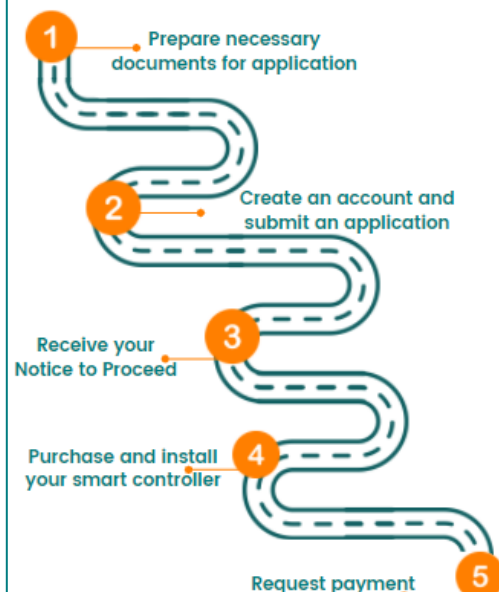 1
Prepare necessary
documents for application
2
Create an account and
submit an application
3
Receive your
Notice to Proceed
4
Purchase and install
your smart controller
5
Request payment